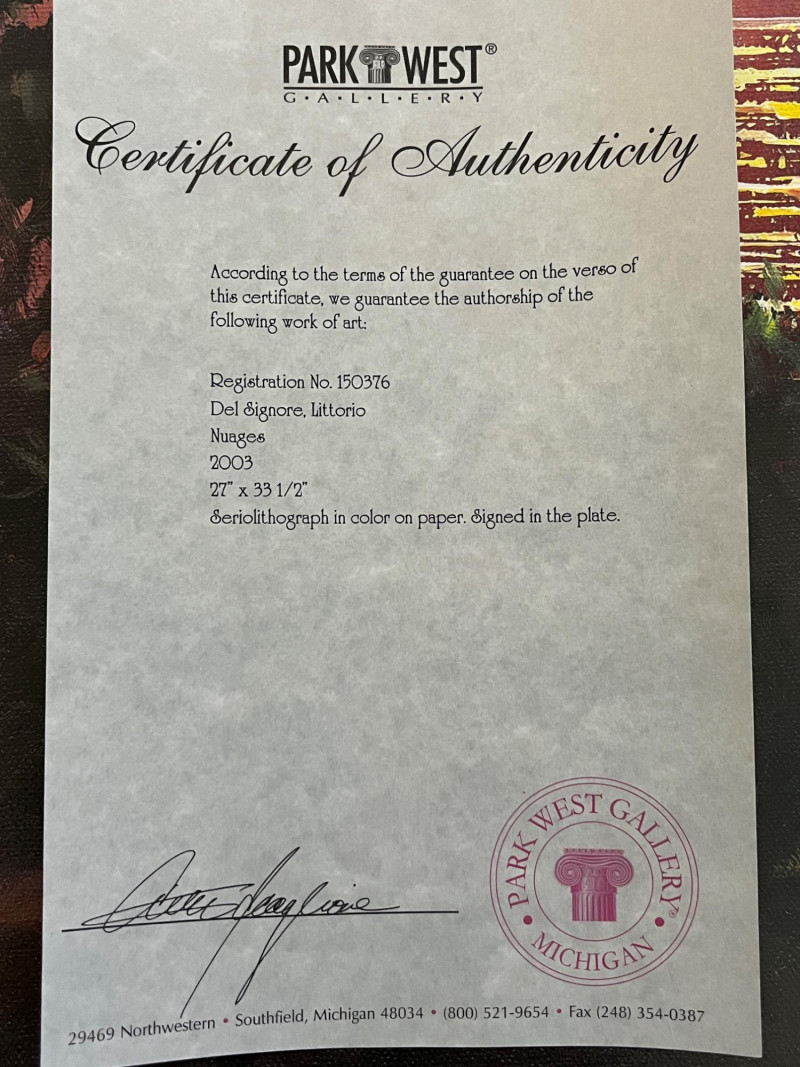 PARK WEST®
G·A·L·L·E·R·Y
Certificate of Authenticity
According to the terms of the guarantee on the verso of
this certificate, we guarantee the authorship of the
following work of art:
Registration No. 150376
Del Signore, Littorio
Nuages
2003
27" x 33 1/2"
Seriolithograph in color on paper. Signed in the plate.
PARK WEST GALLERY®
• MICHIGAN •
29469 Northwestern • Southfield, Michigan 48034 • (800) 521-9654 • Fax (248) 354-0387